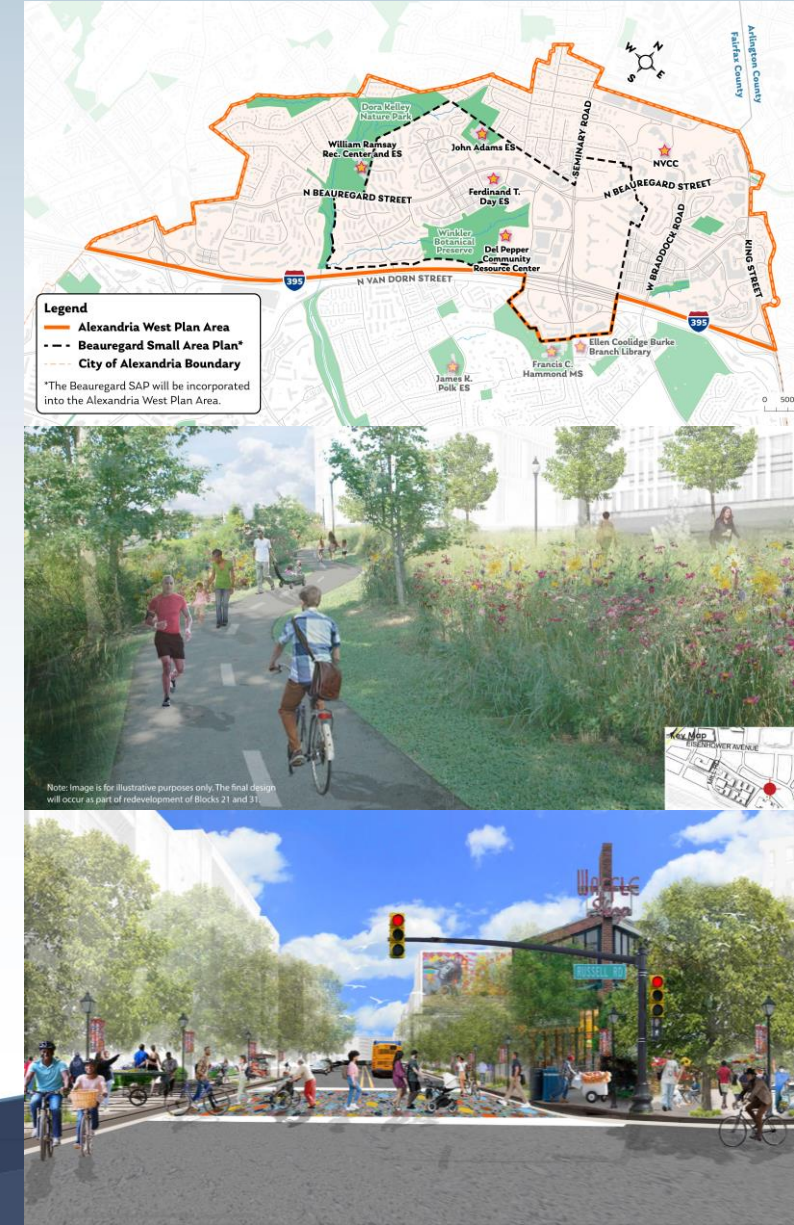 N
W
E
S
Arlington County
Fairfax County
Dora Kelley
Nature Park
William Ramsay
Rec. Center and ES
John Adams ES
SEMINARY ROAD
NVCC
N BEAUREGARD STREET
Ferdinand T.
Day ES
N BEAUREGARD STREET
Winkler
Botanical
Preserve
Del Pepper
Community
Resource Center
W BRADDOCK ROAD
KING STREET
395
N VAN DORN STREET
395
Legend
Alexandria West Plan Area
Beauregard Small Area Plan*
City of Alexandria Boundary
*The Beauregard SAP will be incorporated
into the Alexandria West Plan Area.
Ellen Coolidge Burke
Branch Library
Francis C.
Hammond MS
James K.
Polk ES
0 500
Key Map
EISENHOWER AVENUE
Note: Image is for illustrative purposes only. The final design
will occur as part of redevelopment of Blocks 21 and 31.
WAFFLE
Shop
RUSSELL RD